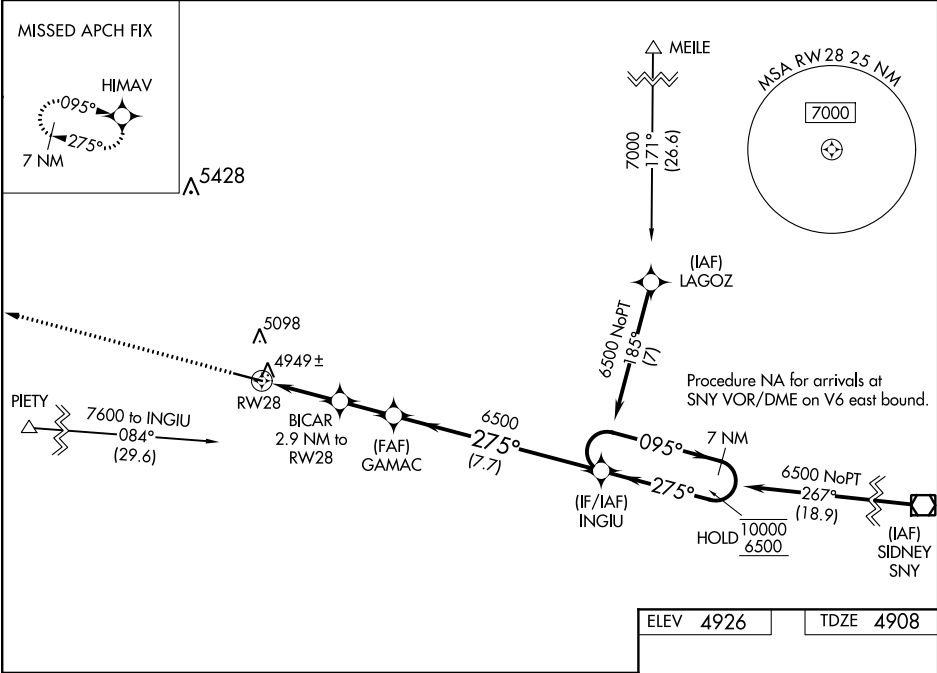 MISSED APCH FIX
HIMAV
095°
275°
7 NM
5428
MEILE
7000
171°
(26.6)
MSA RW28 25 NM
7000
(IAF)
LAGOZ
6500 NoPT
185°
(7)
5098
4949±
RW28
BICAR
2.9 NM to
RW28
(FAF)
GAMAC
PIETY
7600 to INGIU
084°
(29.6)
6500
275°
(7.7)
Procedure NA for arrivals at
SNY VOR/DME on V6 east bound.
095°
7 NM
275°
(IF/IAF)
INGIU
HOLD
10000
6500
6500 NoPT
267°
(18.9)
(IAF)
SIDNEY
SNY
ELEV 4926
TDZE 4908